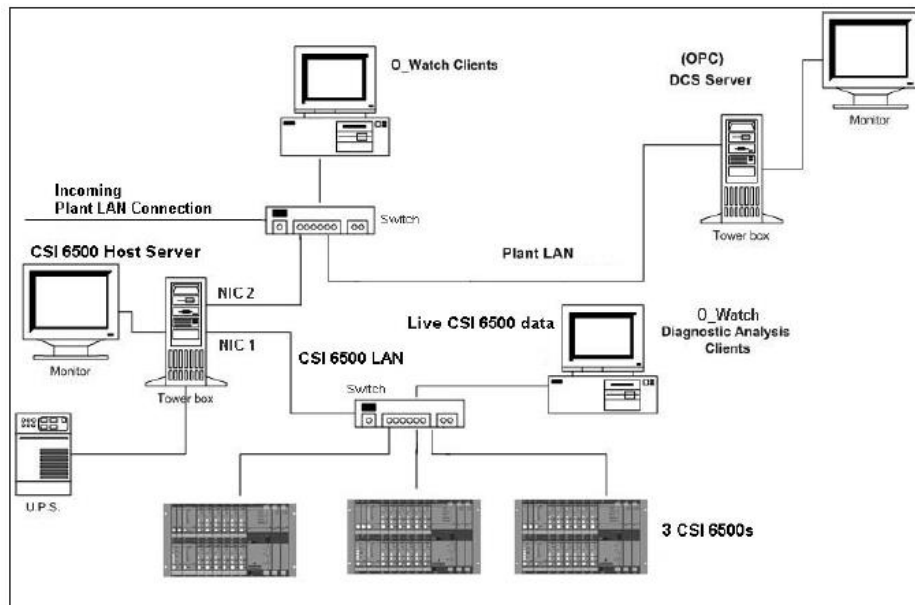 O_Watch Clients
(OPC)
DCS Server
Monitor
Incoming
Plant LAN Connection
Switch
Tower box
CSI 6500 Host Server
Plant LAN
NIC 2
Live CSI 6500 data
O_Watch
Diagnostic Analysis
Clients
NIC 1
CSI 6500 LAN
Monitor
Switch
Tower box
U.P.S.
3 CSI 6500s